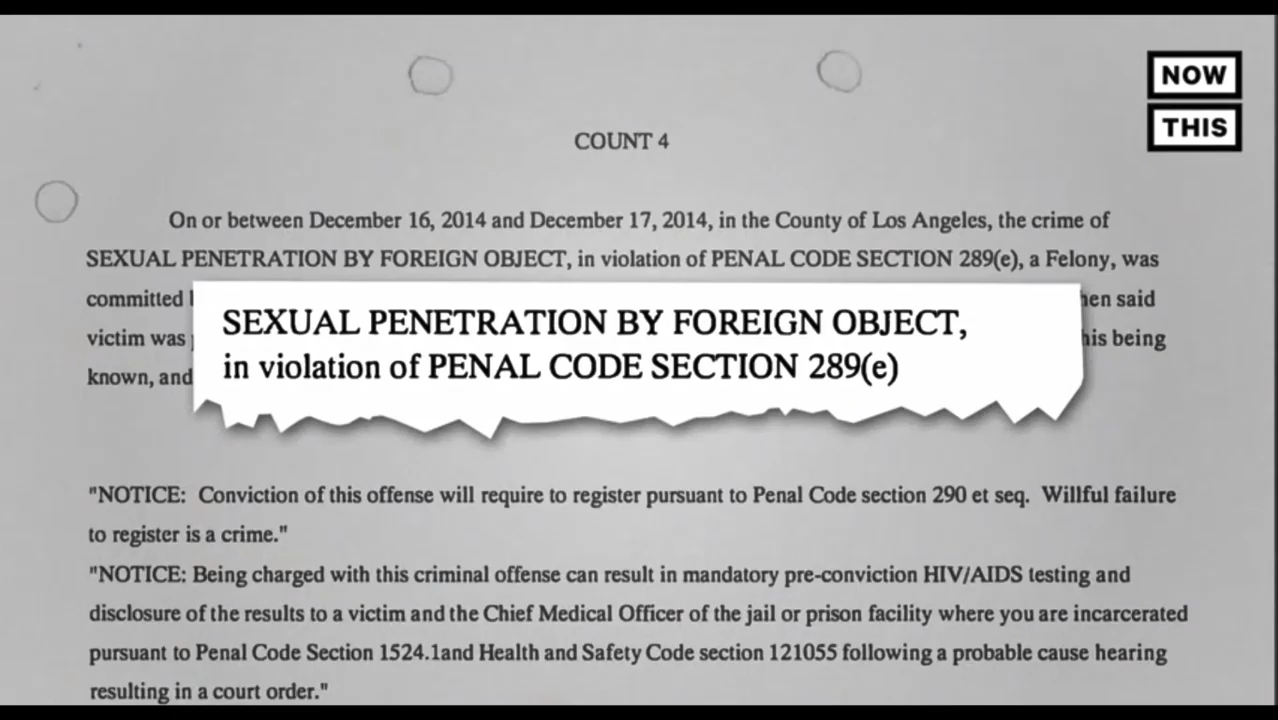 NOW
THIS
COUNT 4
On or between December 16, 2014 and December 17, 2014, in the County of Los Angeles, the crime of
SEXUAL PENETRATION BY FOREIGN OBJECT, in violation of PENAL CODE SECTION 289(e), a Felony, was
committed
said
victim was
being
known, and
SEXUAL PENETRATION BY FOREIGN OBJECT,
in violation of PENAL CODE SECTION 289(e)
"NOTICE: Conviction of this offense will require to register pursuant to Penal Code section 290 et seq. Willful failure
to register is a crime."
"NOTICE: Being charged with this criminal offense can result in mandatory pre-conviction HIV/AIDS testing and
disclosure of the results to a victim and the Chief Medical Officer of the jail or prison facility where you are incarcerated
pursuant to Penal Code Section 1524.1and Health and Safety Code section 121055 following a probable cause hearing
resulting in a court order."